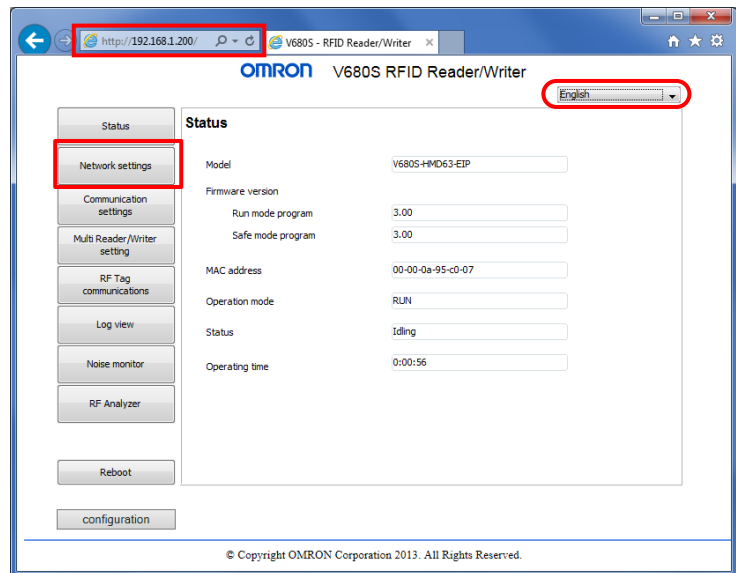 http://192.168.1.200/
V680S - RFID Reader/Writer
OMRON V680S RFID Reader/Writer
English
Status
Network settings
Communication
settings
Multi Reader/Writer
setting
RF Tag
communications
Log view
Noise monitor
RF Analyzer
Reboot
configuration
Status
Model V680S-HMD63-EIP
Firmware version
Run mode program 3.00
Safe mode program 3.00
MAC address 00-00-0a-95-c0-07
Operation mode RUN
Status Idling
Operating time 0:00:56
© Copyright OMRON Corporation 2013. All Rights Reserved.